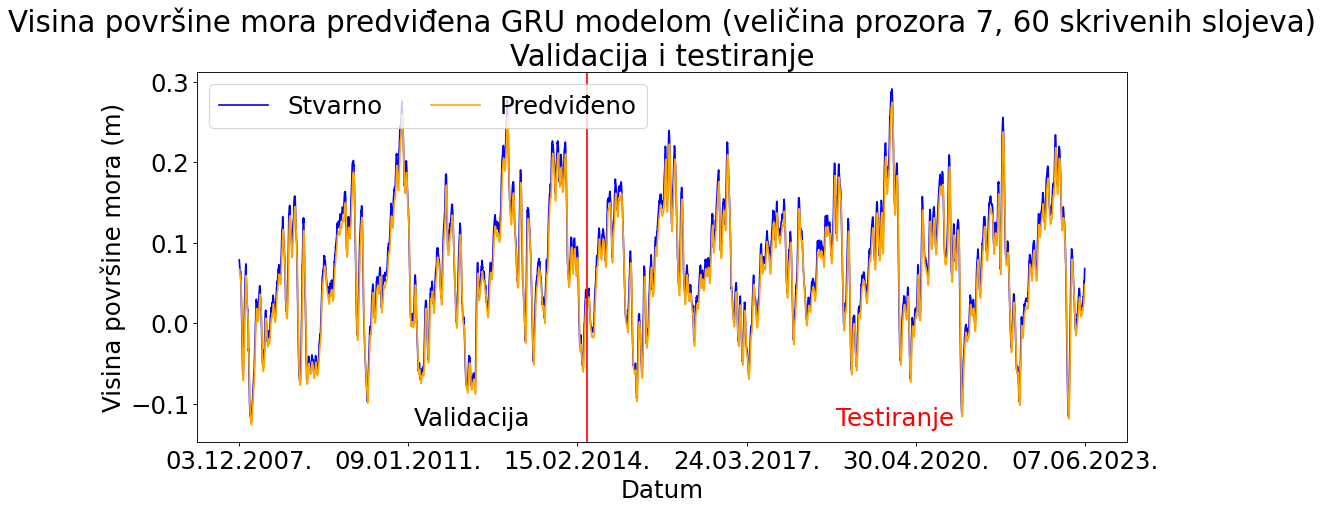 Visina površine mora predviđena GRU modelom (veličina prozora 7, 60 skrivenih slojeva)
Validacija i testiranje
Stvarno
Predviđeno
Visina površine mora (m)
0.3
0.2
0.1
0.0
−0.1
Validacija
Testiranje
03.12.2007.
09.01.2011.
15.02.2014.
24.03.2017.
30.04.2020.
07.06.2023.
Datum